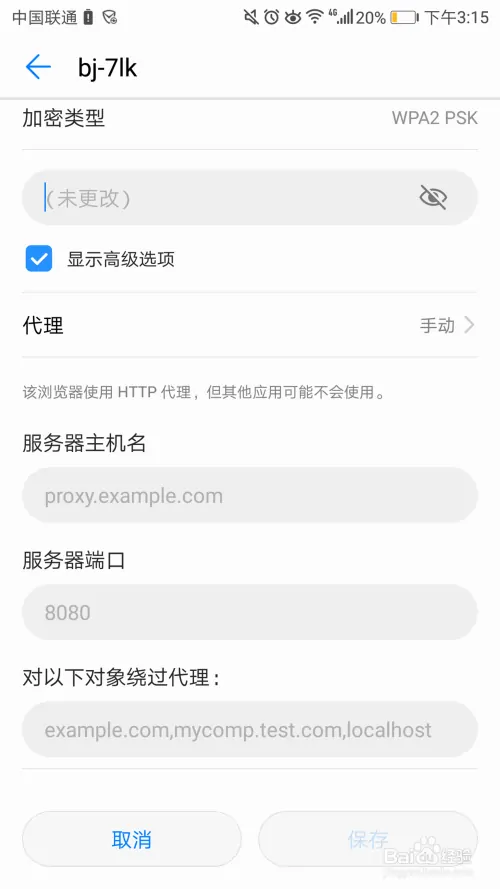 中国联通 4G 20% 下午3:15
bj-7lk
加密类型 WPA2 PSK
(未更改)
显示高级选项
代理 手动
该浏览器使用 HTTP 代理，但其他应用可能不会使用。
服务器主机名
proxy.example.com
服务器端口
8080
对以下对象绕过代理：
example.com,mycomp.test.com,localhost
取消 保存
Baidu经验
jingyan.baidu.com